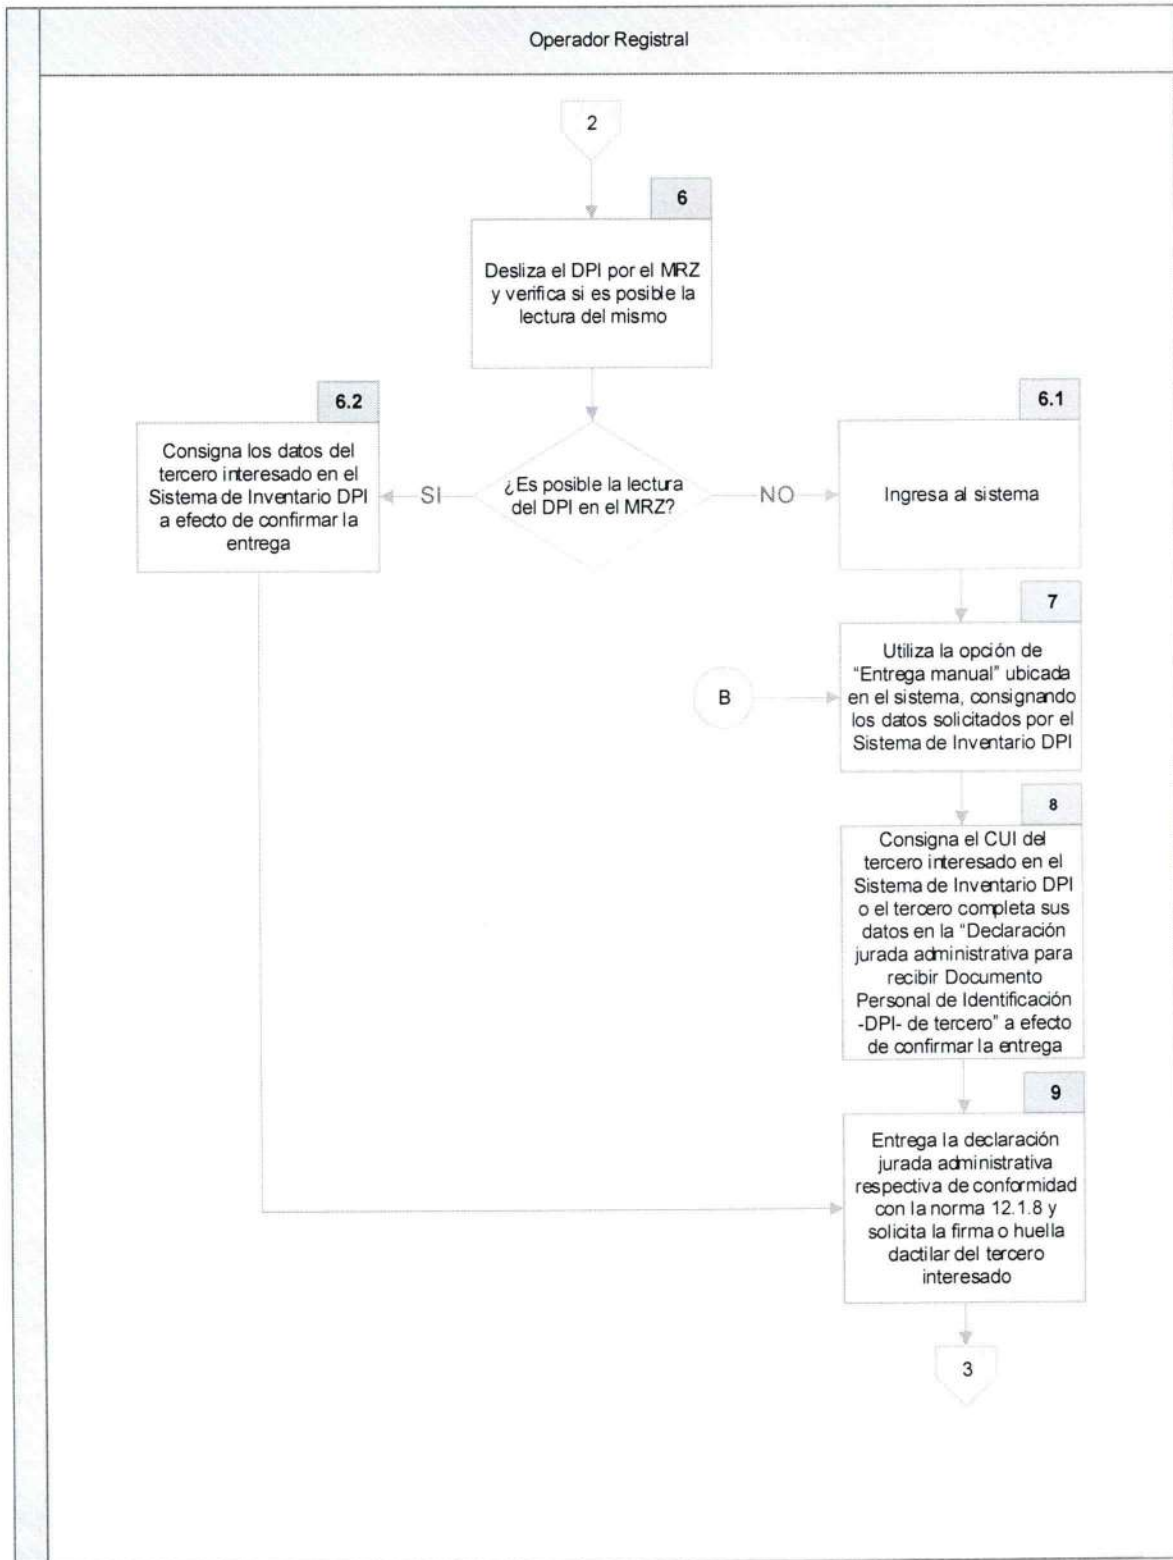 Operador Registral
2
6
Desliza el DPI por el MRZ
y verifica si es posible la
lectura del mismo
6.2
Consigna los datos del
tercero interesado en el
Sistema de Inventario DPI
a efecto de confirmar la
entrega
SI
¿Es posible la lectura
del DPI en el MRZ?
NO
6.1
Ingresa al sistema
7
Utiliza la opción de
"Entrega manual" ubicada
en el sistema, consignando
los datos solicitados por el
Sistema de Inventario DPI
B
8
Consigna el CUI del
tercero interesado en el
Sistema de Inventario DPI
o el tercero completa sus
datos en la "Declaración
jurada administrativa para
recibir Documento
Personal de Identificación
-DPI- de tercero" a efecto
de confirmar la entrega
9
Entrega la declaración
jurada administrativa
respectiva de conformidad
con la norma 12.1.8 y
solicita la firma o huella
dactilar del tercero
interesado
3